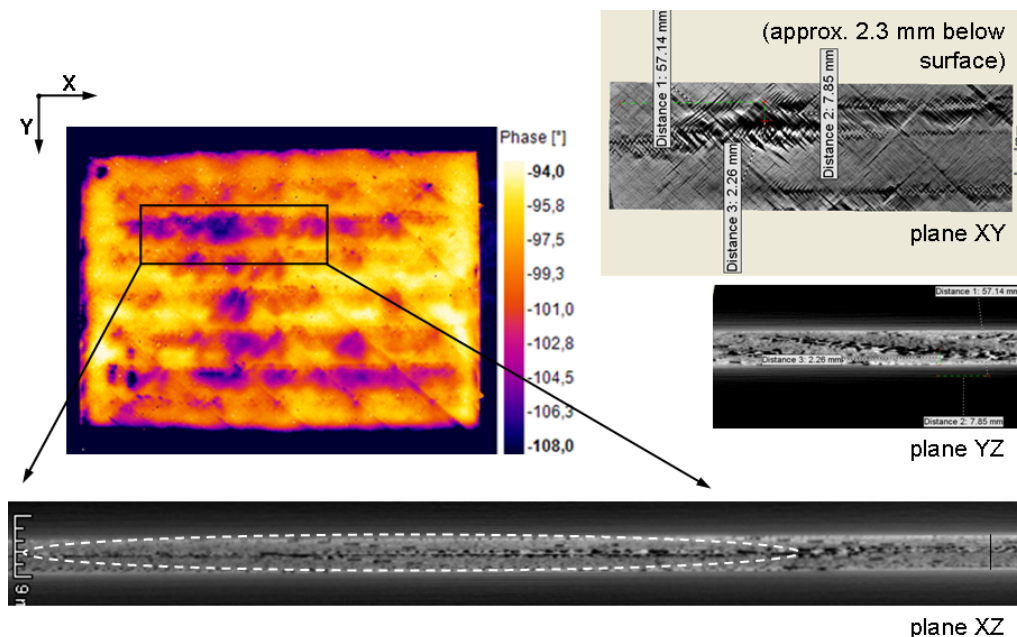 X
Y
Phase [°]
-94,0
-95,8
-97,5
-99,3
-101,0
-102,8
-104,5
-106,3
-108,0
(approx. 2.3 mm below
surface)
Distance 1: 57.14 mm
Distance 2: 7.85 mm
Distance 3: 2.26 mm
plane XY
Distance 1: 57.14 mm
Distance 3: 2.26 mm
Distance 2: 7.85 mm
plane YZ
plane XZ